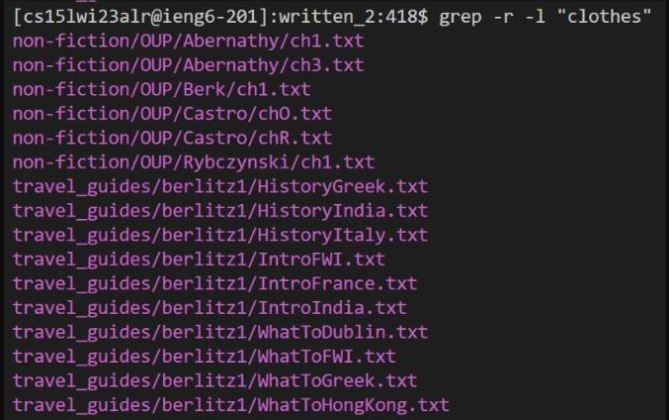 [cs15lwi23alr@ieng6-201]:written_2:418$ grep -r -l "clothes"
non-fiction/OUP/Abernathy/ch1.txt
non-fiction/OUP/Abernathy/ch3.txt
non-fiction/OUP/Berk/ch1.txt
non-fiction/OUP/Castro/chO.txt
non-fiction/OUP/Castro/chR.txt
non-fiction/OUP/Rybczynski/ch1.txt
travel_guides/berlitz1/HistoryGreek.txt
travel_guides/berlitz1/HistoryIndia.txt
travel_guides/berlitz1/HistoryItaly.txt
travel_guides/berlitz1/IntroFWI.txt
travel_guides/berlitz1/IntroFrance.txt
travel_guides/berlitz1/IntroIndia.txt
travel_guides/berlitz1/WhatToDublin.txt
travel_guides/berlitz1/WhatToFWI.txt
travel_guides/berlitz1/WhatToGreek.txt
travel_guides/berlitz1/WhatToHongKong.txt